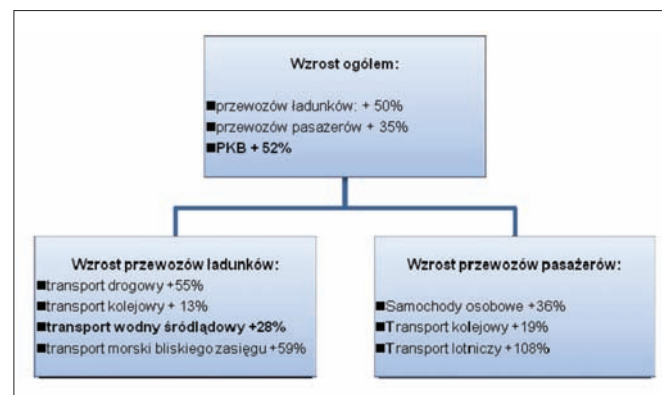 Wzrost ogółem:
■przewozów ładunków: + 50%
■przewozów pasażerów + 35%
■PKB + 52%
Wzrost przewozów ładunków:
■transport drogowy +55%
■transport kolejowy + 13%
■transport wodny śródlądowy +28%
■transport morski bliskiego zasięgu +59%
Wzrost przewozów pasażerów:
■Samochody osobowe +36%
■Transport kolejowy +19%
■Transport lotniczy +108%